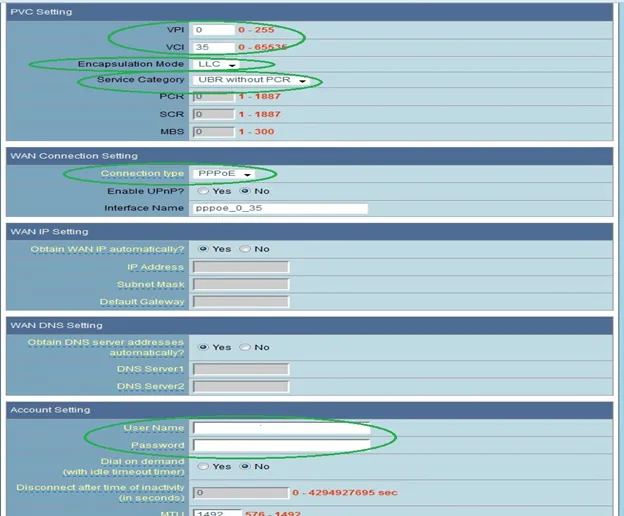 PVC Setting
VPI 0 0 - 255
VCI 35 0 - 65535
Encapsulation Mode LLC
Service Category UBR without PCR
PCR 0 1 - 1887
SCR 0 1 - 1887
MBS 0 1 - 300
WAN Connection Setting
Connection type PPPoE
Enable UPnP? Yes No
Interface Name pppoe_0_35
WAN IP Setting
Obtain WAN IP automatically? Yes No
IP Address
Subnet Mask
Default Gateway
WAN DNS Setting
Obtain DNS server addresses
automatically? Yes No
DNS Server1
DNS Server2
Account Setting
User Name
Password
Dial on demand
(with idle timeout timer) Yes No
Disconnect after time of inactivity
(in seconds) 0 0 - 4294927695 sec
MTU 1492 576 - 1492